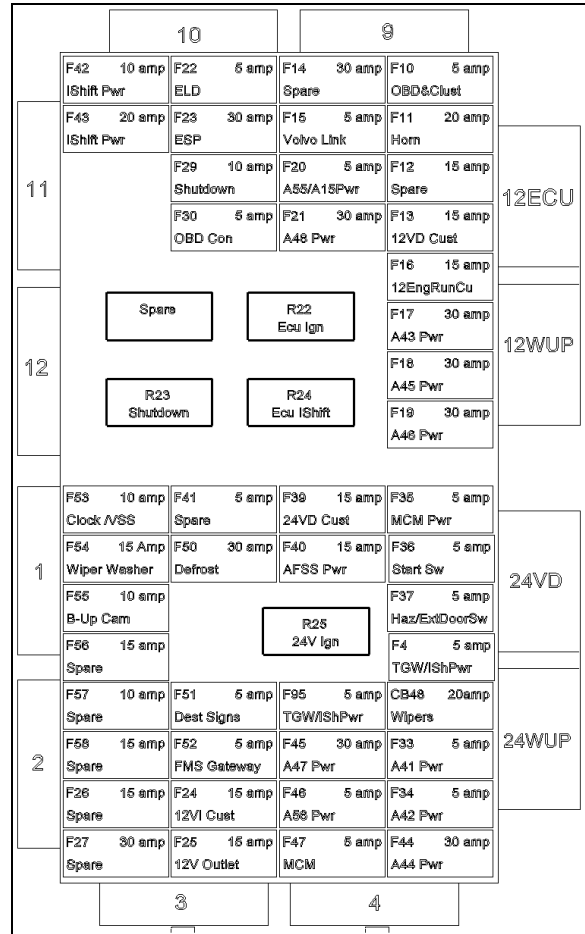 10 9
F42 10 amp F22 5 amp F14 30 amp F10 5 amp
IShift Pwr ELD Spare OBD&Clust
F43 20 amp F23 30 amp F15 5 amp F11 20 amp
IShift Pwr ESP Volvo Link Horn
F29 10 amp F20 5 amp F12 15 amp
Shutdown A55/A15Pwr Spare
11 12ECU
F30 5 amp F21 30 amp F13 15 amp
OBD Con A48 Pwr 12VD Cust
F16 15 amp
12EngRunCu
Spare R22
Ecu Ign
F17 30 amp
A43 Pwr
12 12WUP
F18 30 amp
A45 Pwr
R23 R24
Shutdown Ecu IShift
F19 30 amp
A46 Pwr
F53 10 amp F41 5 amp F39 15 amp F35 5 amp
Clock /VSS Spare 24VD Cust MCM Pwr
F54 15 Amp F50 30 amp F40 15 amp F36 5 amp
Wiper Washer Defrost AFSS Pwr Start Sw
1 24VD
F55 10 amp F37 5 amp
B-Up Cam Haz/ExtDoorSw
R25
24V Ign
F56 15 amp F4 5 amp
Spare TGW/IShPwr
F57 10 amp F51 5 amp F95 5 amp CB48 20amp
Spare Dest Signs TGW/IShPwr Wipers
F58 15 amp F52 5 amp F45 30 amp F33 5 amp
Spare FMS Gateway A47 Pwr A41 Pwr
2 24WUP
F26 15 amp F24 15 amp F46 5 amp F34 5 amp
Spare 12VI Cust A58 Pwr A42 Pwr
F27 30 amp F25 15 amp F47 5 amp F44 30 amp
Spare 12V Outlet MCM A44 Pwr
3 4